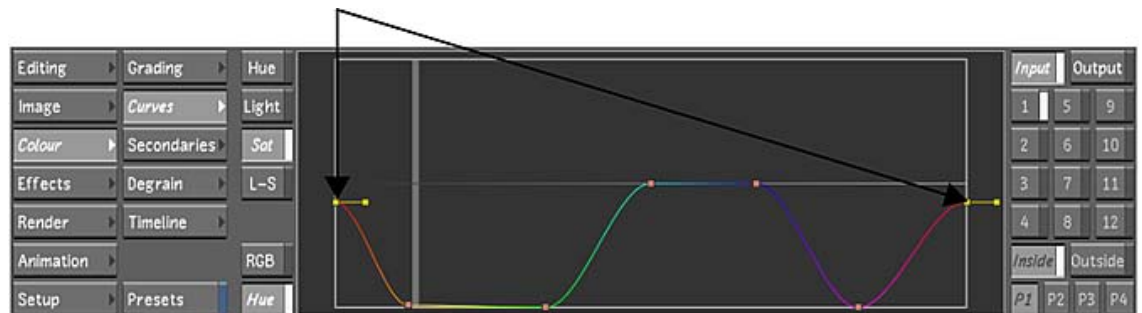 Editing Grading Hue Input Output
Image Curves Light 1 5 9
Colour Secondaries Sat 2 6 10
Effects Degrain L-S 3 7 11
Render Timeline 4 8 12
Animation RGB Inside Outside
Setup Presets Hue P1 P2 P3 P4